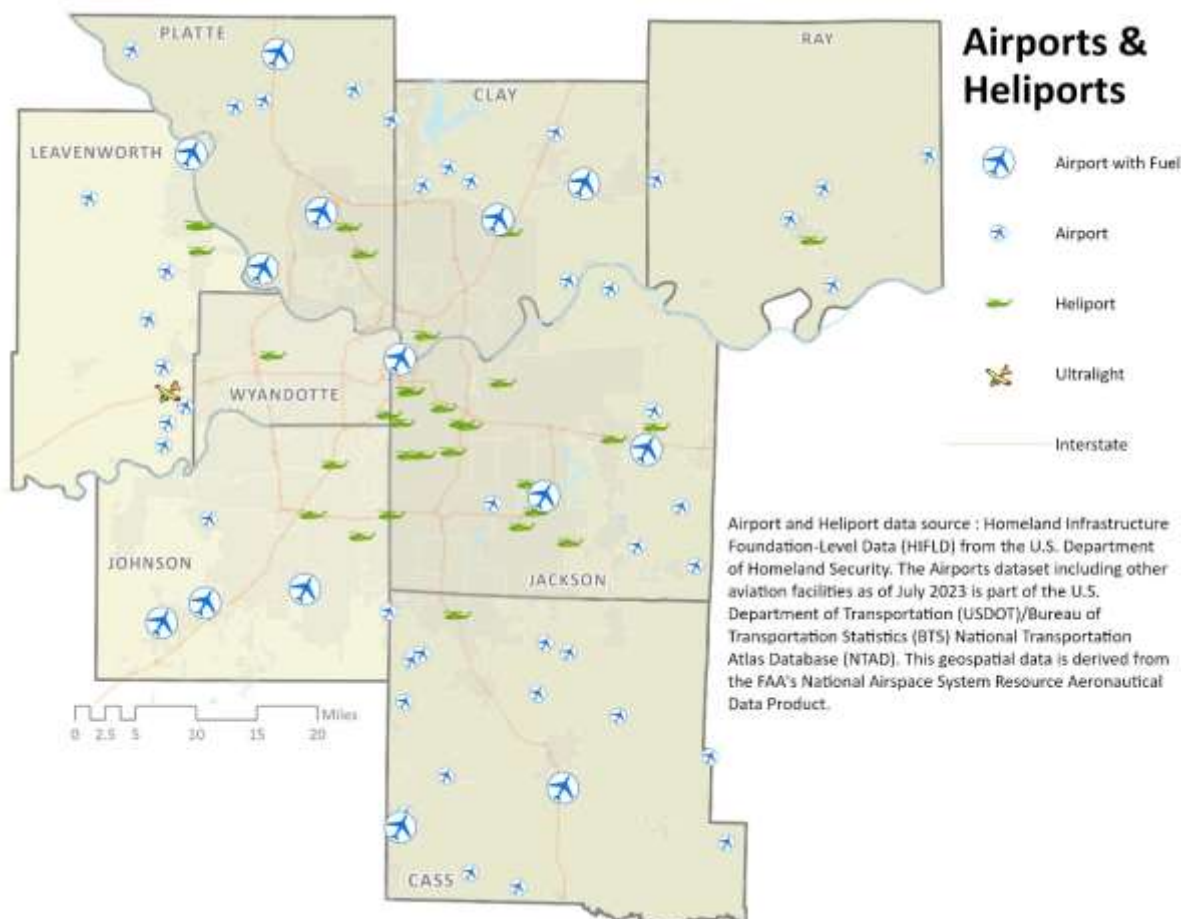 PLATTE
RAY
CLAY
LEAVENWORTH
WYANDOTTE
JOHNSON
JACKSON
CASS
Miles
0 2.5 5 10 15 20
Airports &
Heliports
Airport with Fuel
Airport
Heliport
Ultralight
Interstate
Airport and Heliport data source : Homeland Infrastructure
Foundation-Level Data (HIFLD) from the U.S. Department
of Homeland Security. The Airports dataset including other
aviation facilities as of July 2023 is part of the U.S.
Department of Transportation (USDOT)/Bureau of
Transportation Statistics (BTS) National Transportation
Atlas Database (NTAD). This geospatial data is derived from
the FAA's National Airspace System Resource Aeronautical
Data Product.